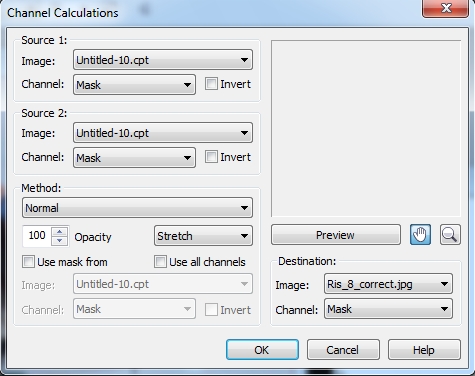 Channel Calculations
Source 1:
Image: Untitled-10.cpt
Channel: Mask Invert
Source 2:
Image: Untitled-10.cpt
Channel: Mask Invert
Method:
Normal
100 Opacity Stretch
Use mask from Use all channels
Image: Untitled-10.cpt
Channel: Mask Invert
Preview
Destination:
Image: Ris_8_correct.jpg
Channel: Mask
OK Cancel Help